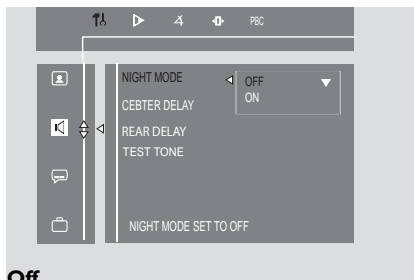 PBC
NIGHT MODE
OFF
ON
CEBTER DELAY
REAR DELAY
TEST TONE
NIGHT MODE SET TO OFF
Off